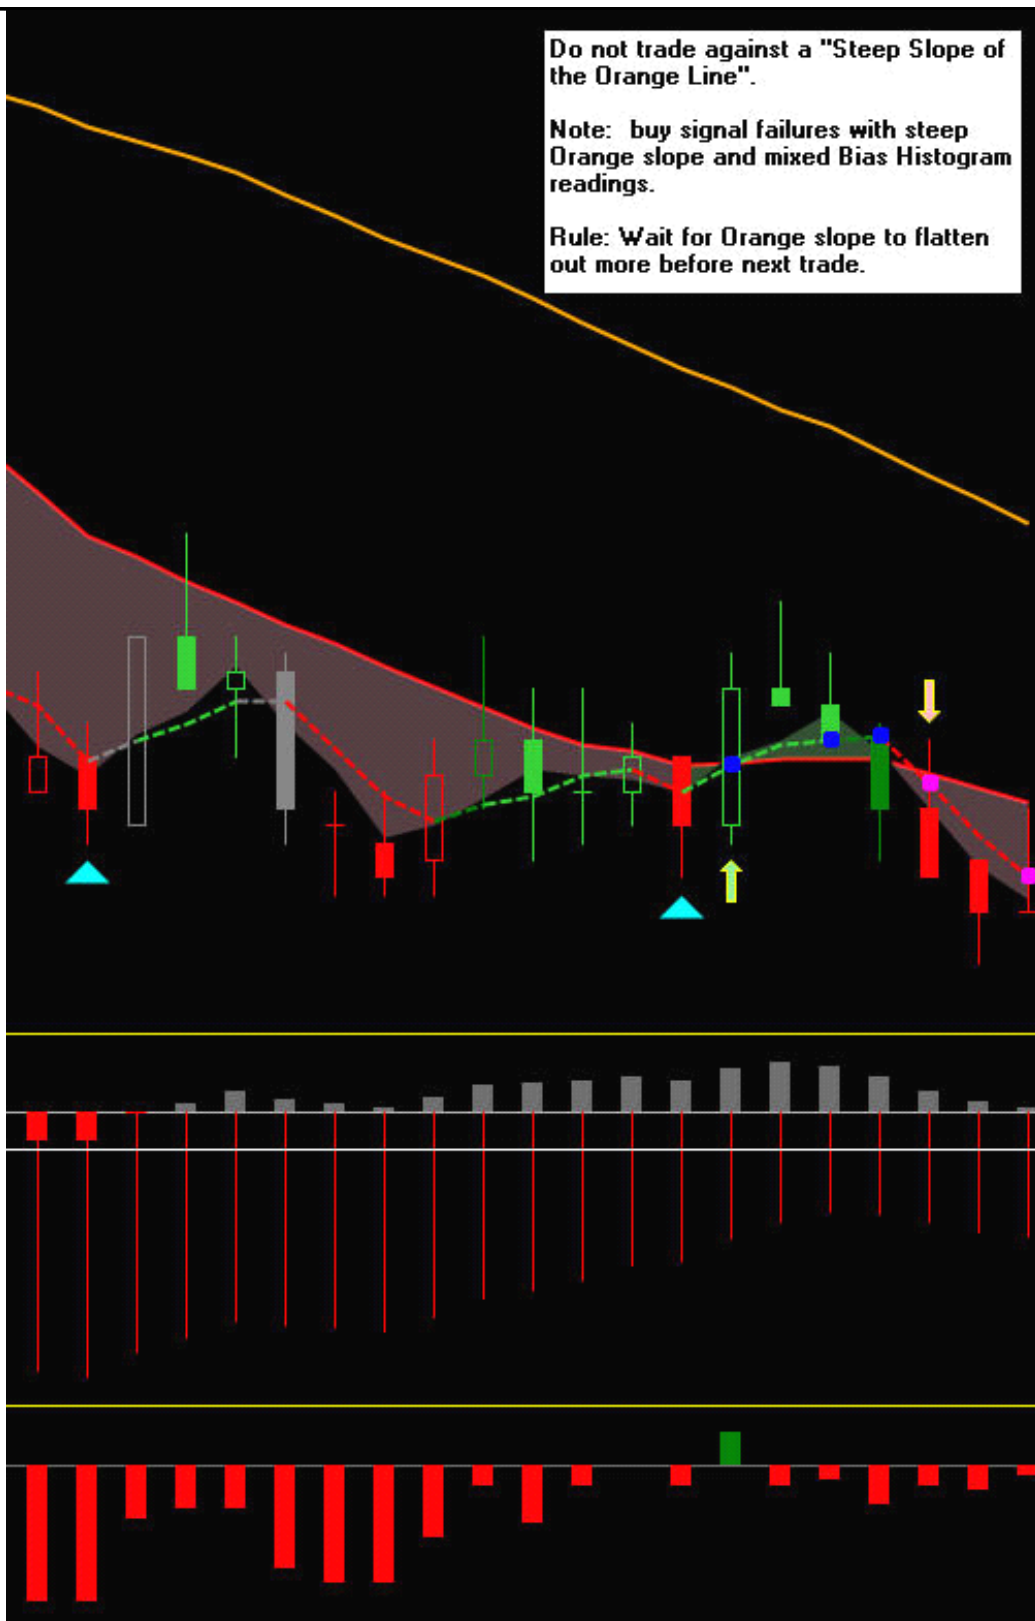 Do not trade against a "Steep Slope of
the Orange Line".
Note:  buy signal failures with steep
Orange slope and mixed Bias Histogram
readings.
Rule: Wait for Orange slope to flatten
out more before next trade.